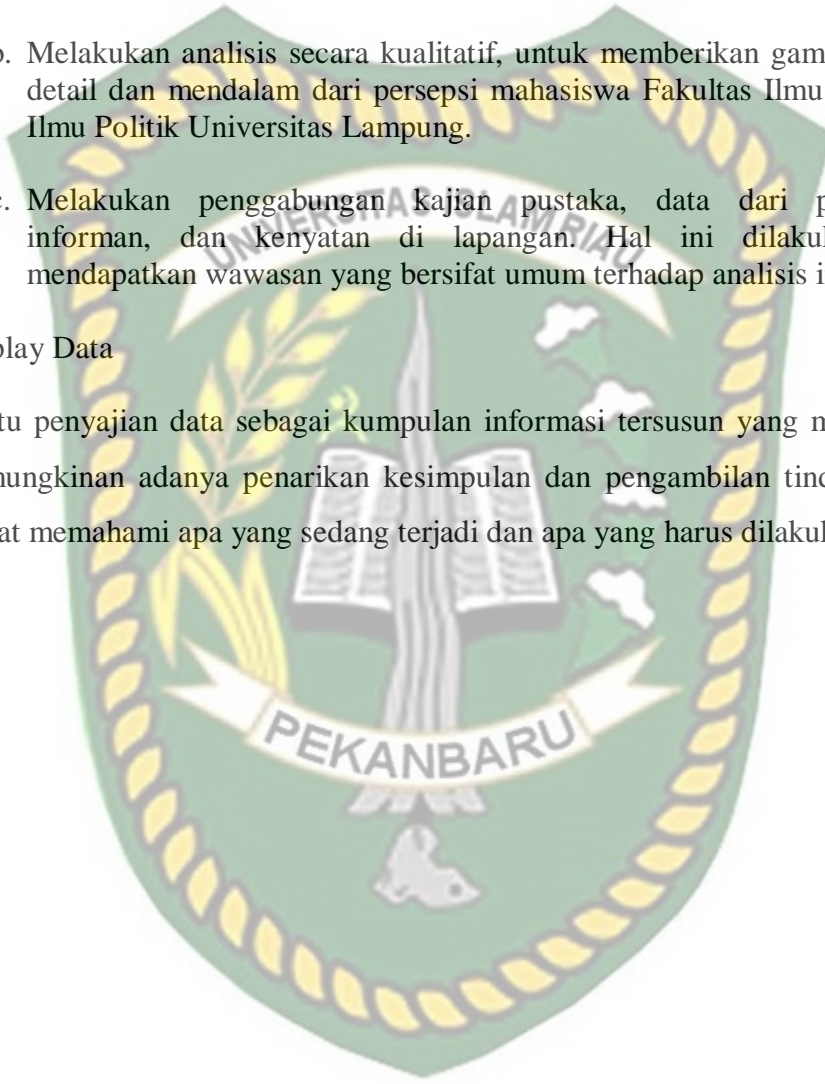 b. Melakukan analisis secara kualitatif, untuk memberikan gam
detail dan mendalam dari persepsi mahasiswa Fakultas Ilmu
Ilmu Politik Universitas Lampung.
UNIVERSITAS ISLAM RIAU
c. Melakukan penggabungan kajian pustaka, data dari p
informan, dan kenyatan di lapangan. Hal ini dilakul
mendapatkan wawasan yang bersifat umum terhadap analisis i
play Data
tu penyajian data sebagai kumpulan informasi tersusun yang m
mungkinan adanya penarikan kesimpulan dan pengambilan tind
at memahami apa yang sedang terjadi dan apa yang harus dilakul
PEKANBARU